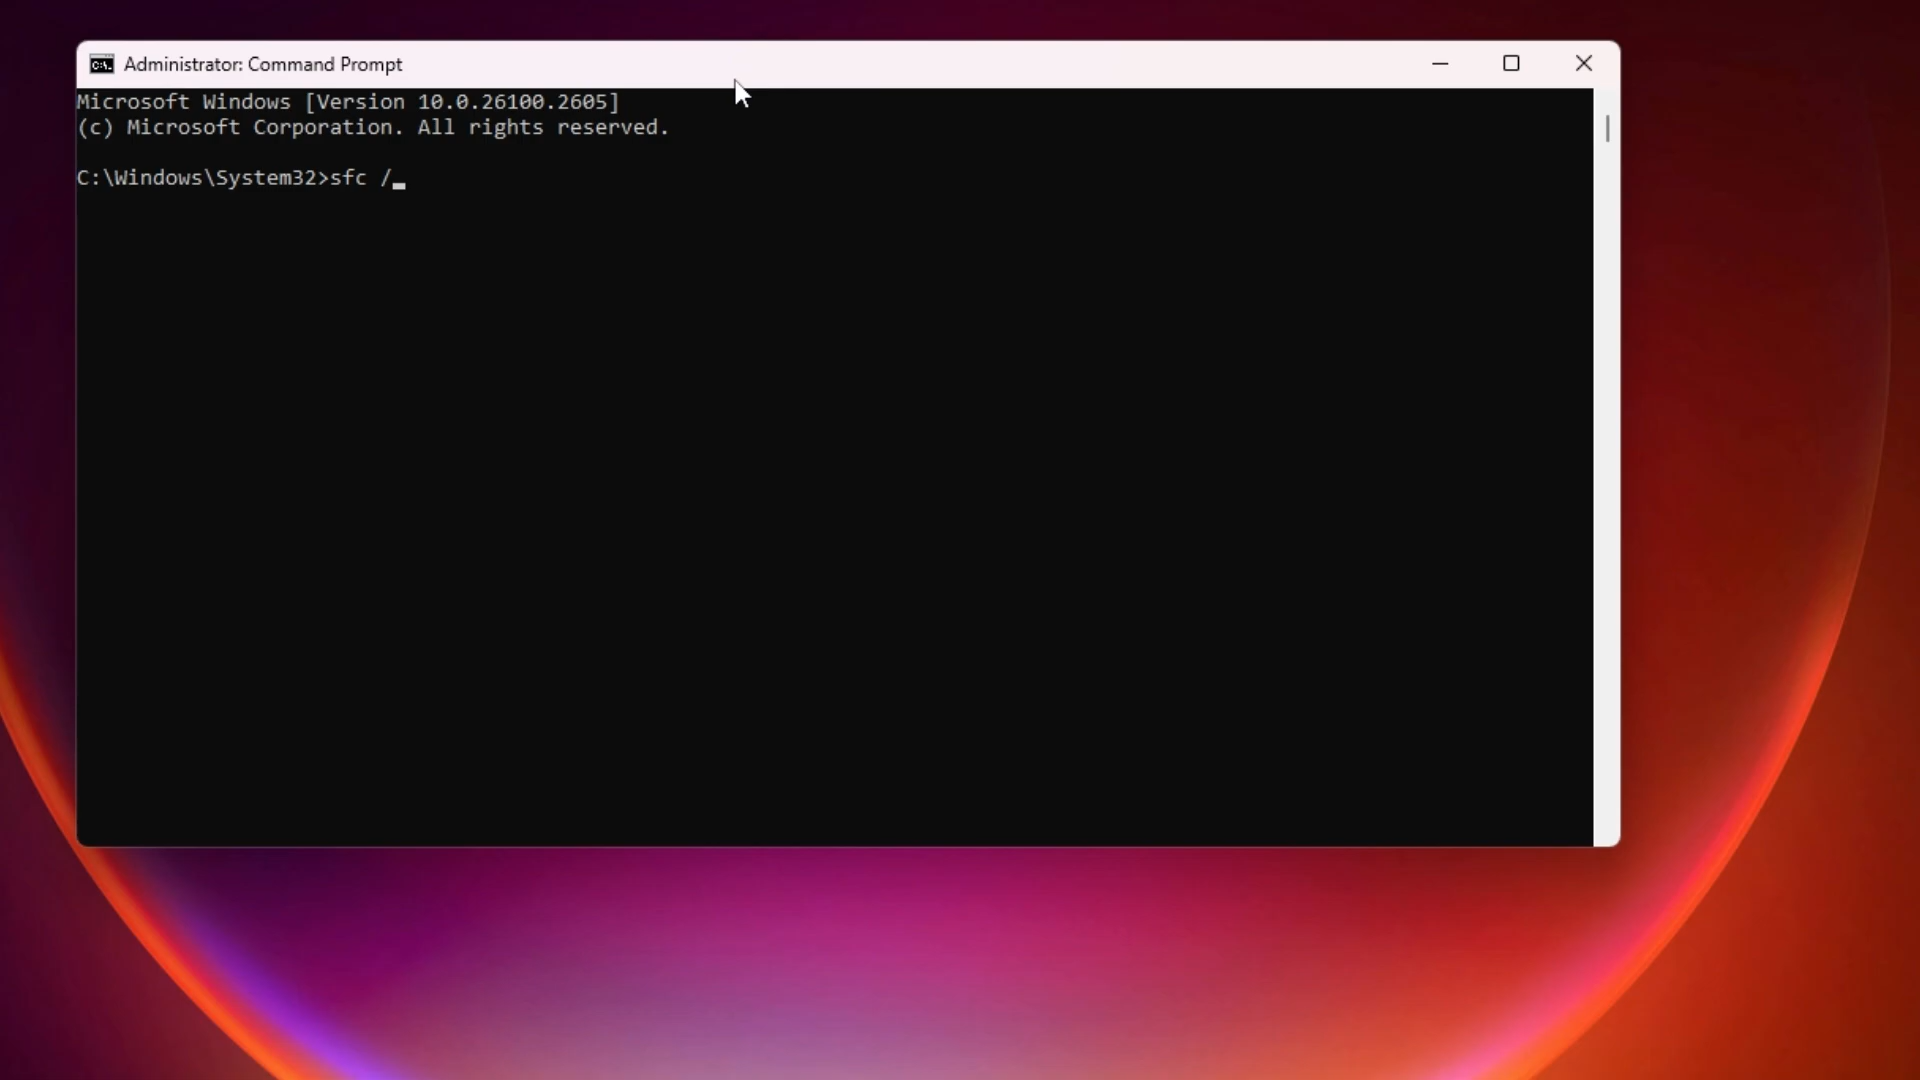 Administrator: Command Prompt
Microsoft Windows [Version 10.0.26100.2605]
(c) Microsoft Corporation. All rights reserved.
C:\Windows\System32>sfc /